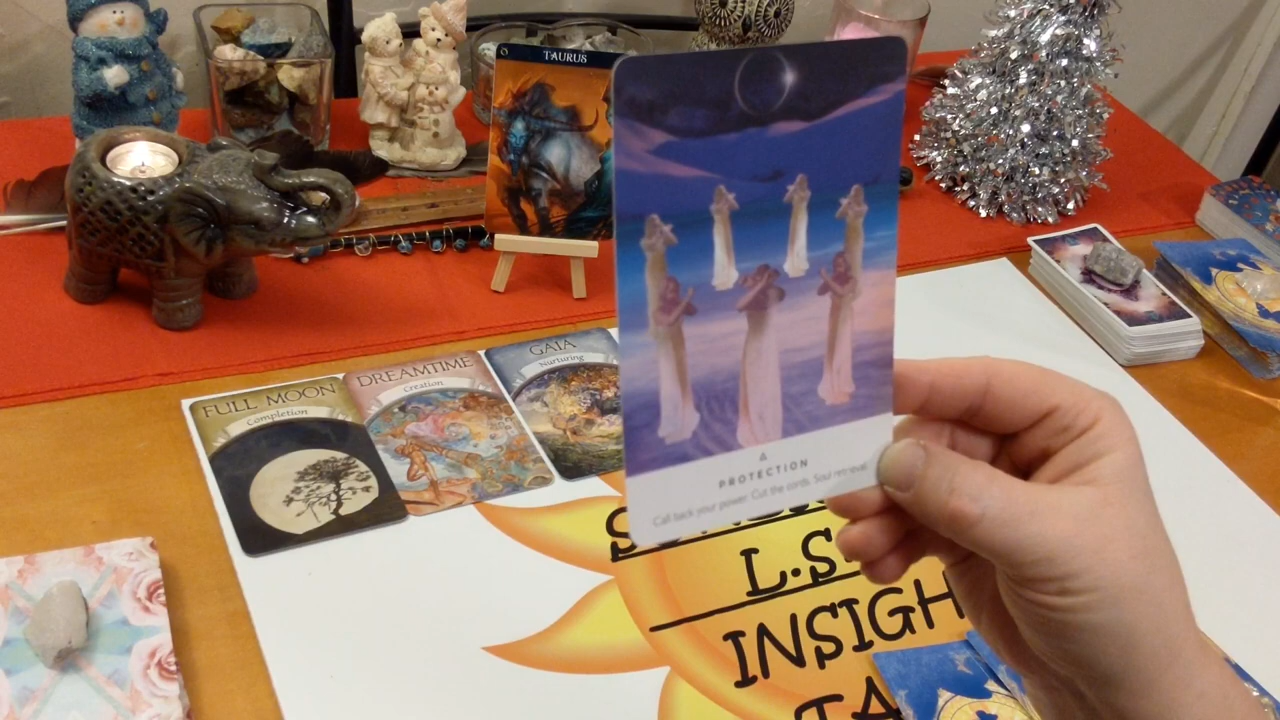 TAURUS
FULL MOON
Completion
DREAMTIME
Creation
GAIA
Nurturing
PROTECTION
Call back your power. Cut the cords. Soul retrieval.
L.S
INSIGH
TA